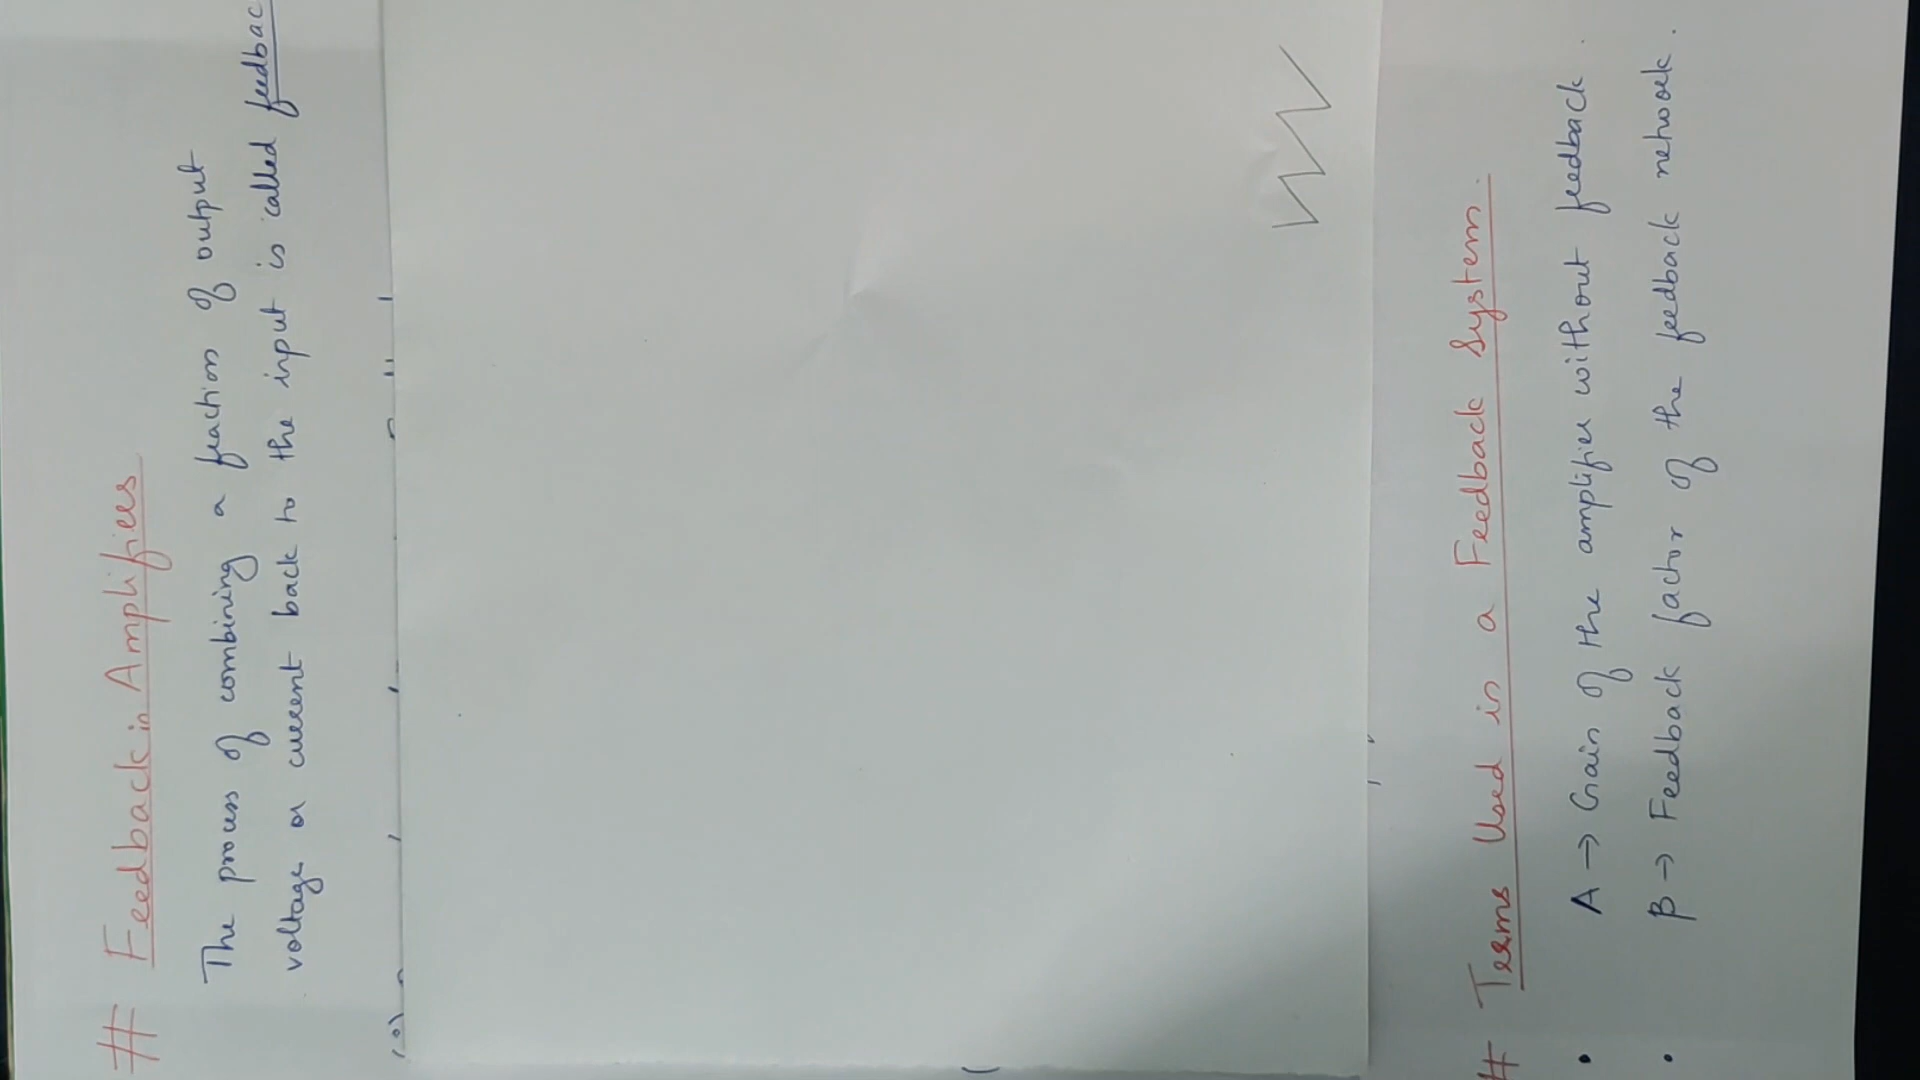 # Feedback in Amplifiers
The process of combining a fraction of output
voltage or current back to the input is called feedbac
# Terms Used in a Feedback System.
• A → Gain of the amplifier without feedback.
• β → Feedback factor of the feedback network.